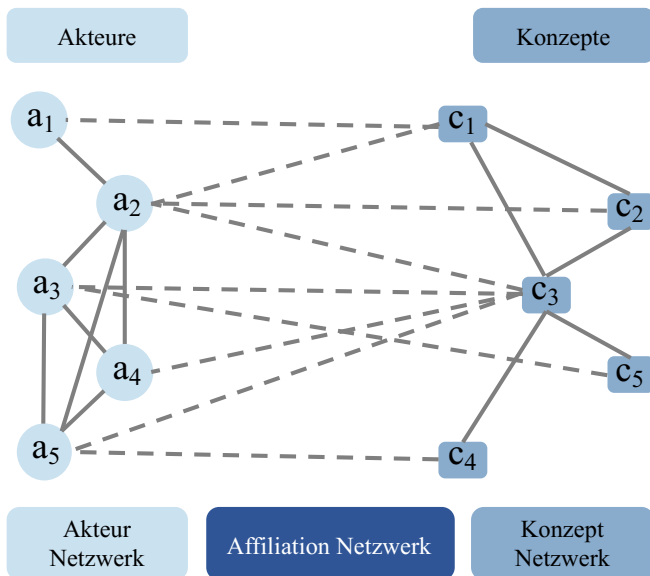 Akteure
Konzepte
a1
c1
a2
c2
a3
c3
a4
c5
a5
c4
Akteur
Netzwerk
Affiliation Netzwerk
Konzept
Netzwerk